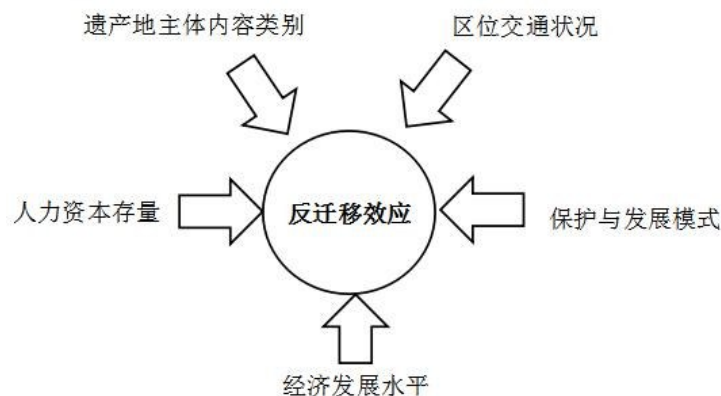 遗产地主体内容类别
区位交通状况
人力资本存量
反迁移效应
保护与发展模式
经济发展水平